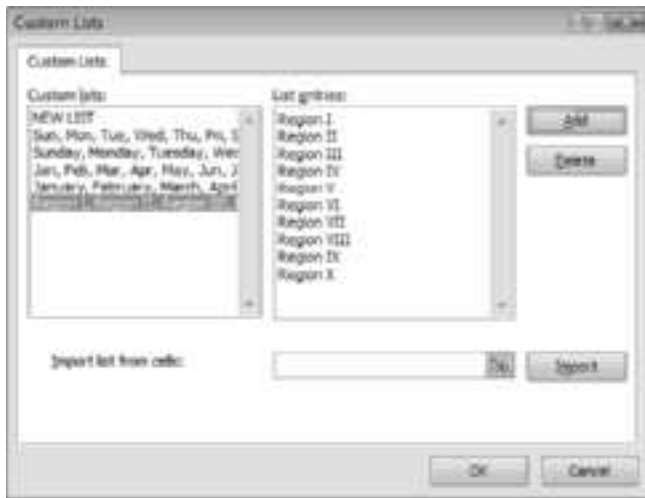 Custom Lists
Custom Lists
Custom lists:
NEW LIST
Sun, Mon, Tue, Wed, Thu, Fri, S
Sunday, Monday, Tuesday, Wed
Jan, Feb, Mar, Apr, May, Jun, J
January, February, March, April
List entries:
Region I
Region II
Region III
Region IV
Region V
Region VI
Region VII
Region VIII
Region IX
Region X
Add
Delete
Import list from cells:
Import
OK
Cancel